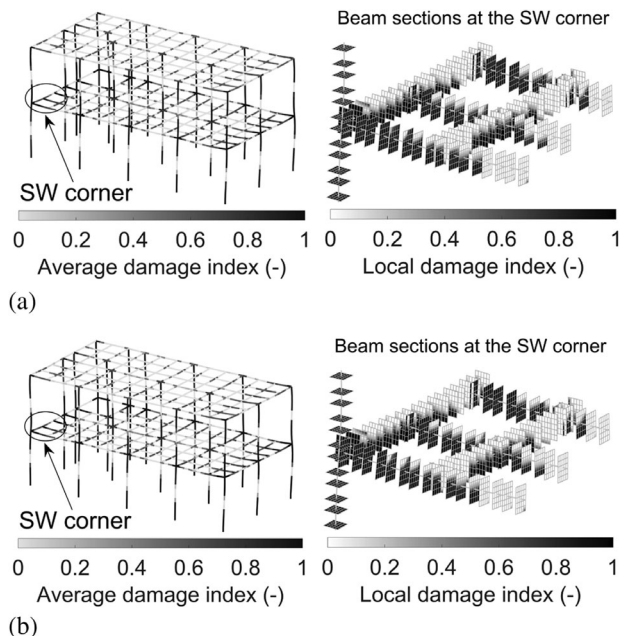 Beam sections at the SW corner
SW corner
0 0.2 0.4 0.6 0.8 1
Average damage index (-)
0 0.2 0.4 0.6 0.8 1
Local damage index (-)
(a)
Beam sections at the SW corner
SW corner
0 0.2 0.4 0.6 0.8 1
Average damage index (-)
0 0.2 0.4 0.6 0.8 1
Local damage index (-)
(b)